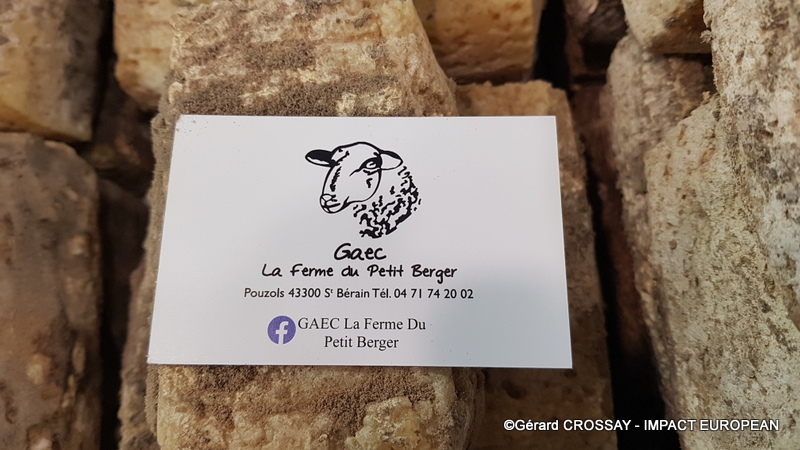 Gaec
La Ferme du Petit Berger
Pouzols 43300 Sᵗ Bérain Tél. 04 71 74 20 02
f GAEC La Ferme Du
Petit Berger
©Gérard CROSSAY - IMPACT EUROPEAN